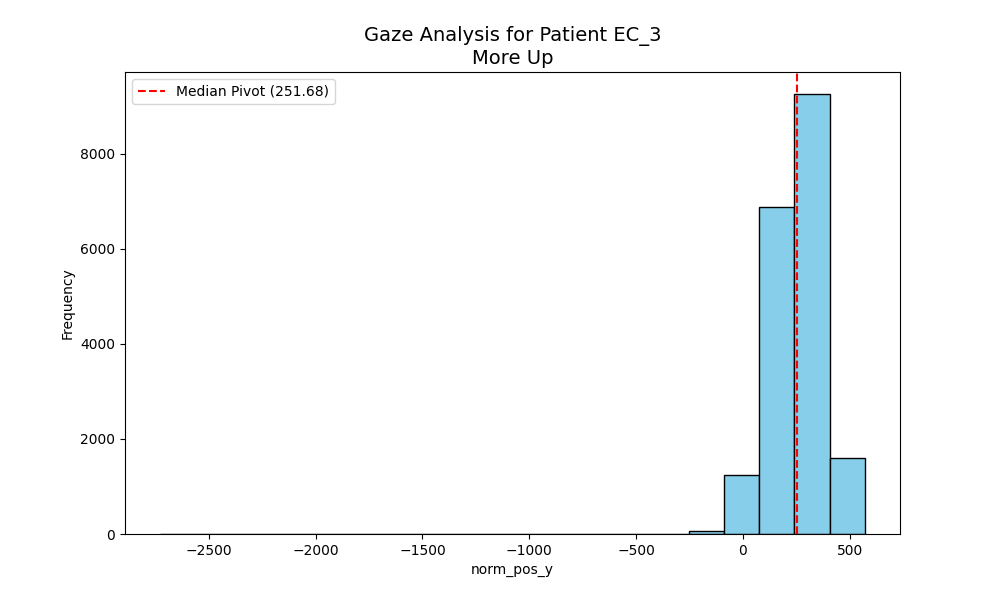 Gaze Analysis for Patient EC_3
More Up
Median Pivot (251.68)
8000
6000
4000
2000
0
Frequency
−2500
−2000
−1500
−1000
−500
0
500
norm_pos_y